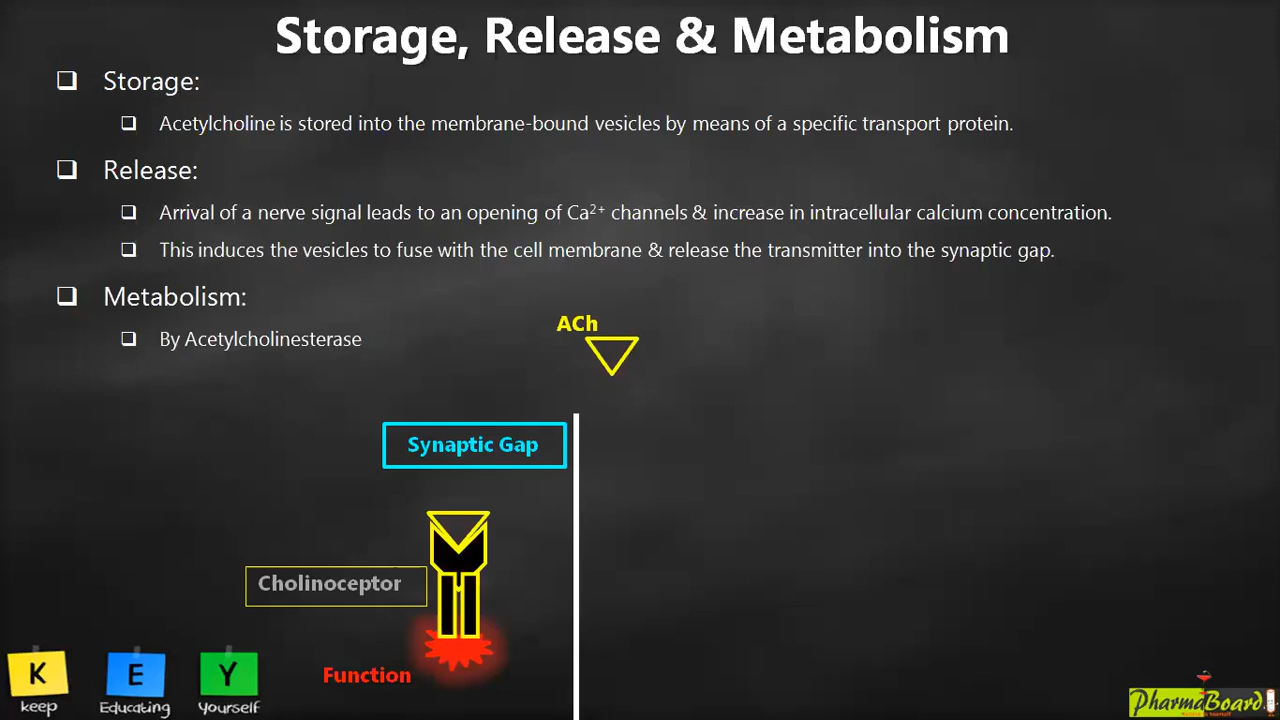 Storage, Release & Metabolism
Storage:
Acetylcholine is stored into the membrane-bound vesicles by means of a specific transport protein.
Release:
Arrival of a nerve signal leads to an opening of Ca²⁺ channels & increase in intracellular calcium concentration.
This induces the vesicles to fuse with the cell membrane & release the transmitter into the synaptic gap.
Metabolism:
By Acetylcholinesterase
ACh
Synaptic Gap
Cholinoceptor
Function
K E Y
keep Educating Yourself
PharmaBoard